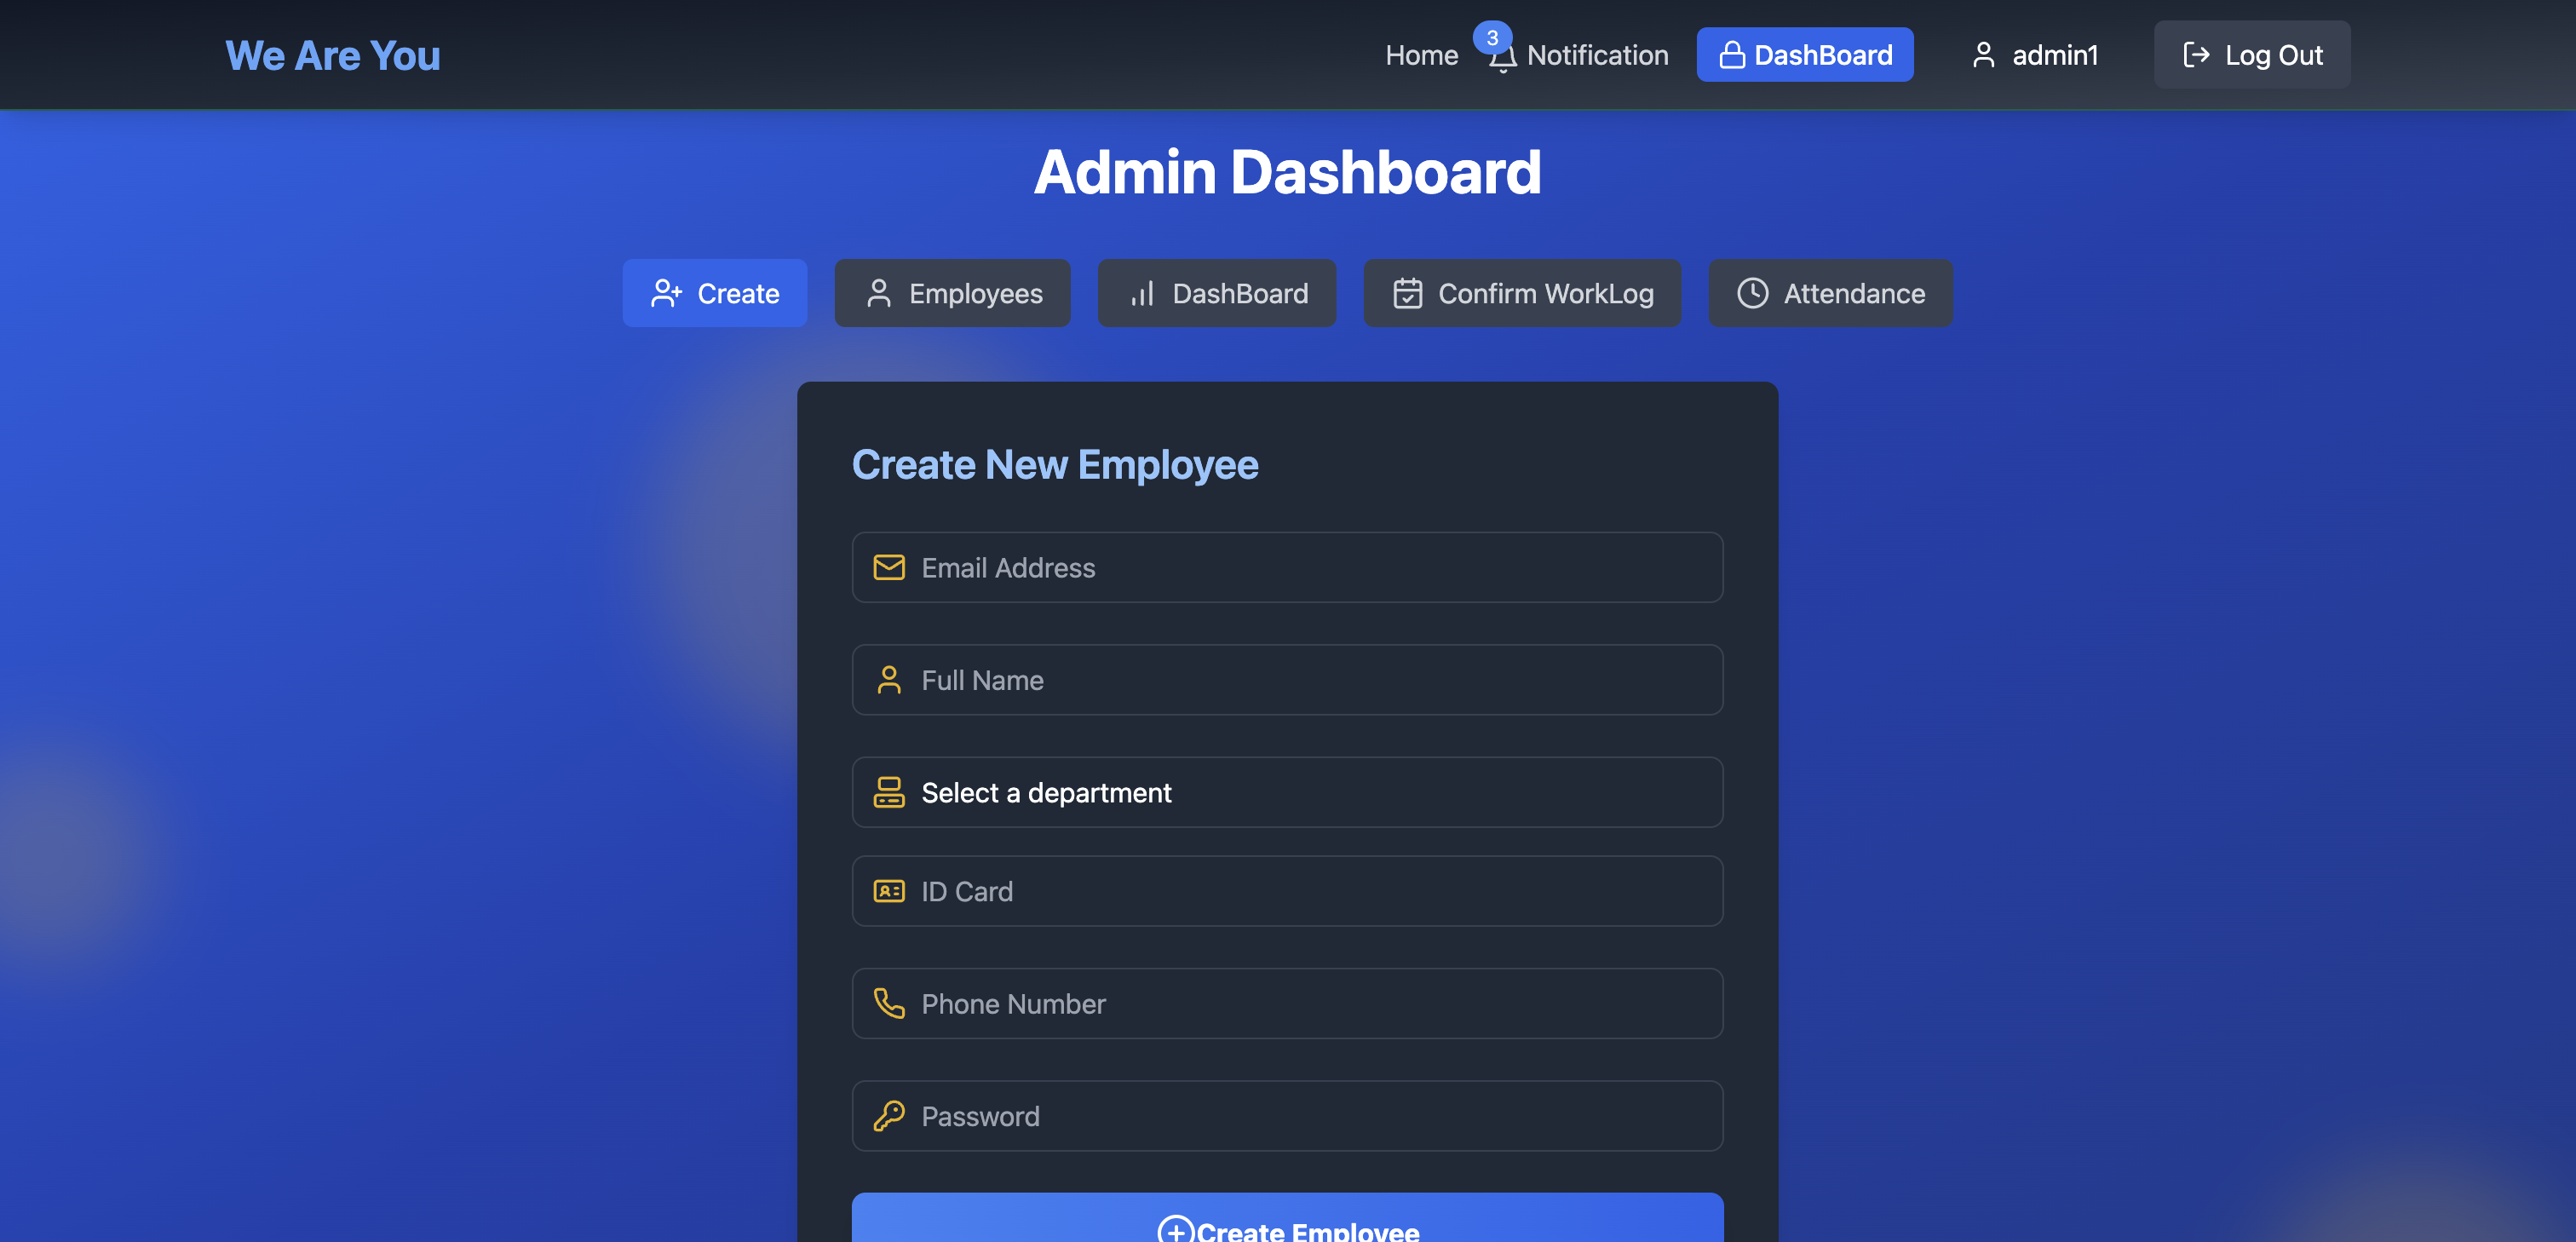 We Are You
Home 3 Notification DashBoard admin1 Log Out
Admin Dashboard
Create Employees DashBoard Confirm WorkLog Attendance
Create New Employee
Email Address
Full Name
Select a department
ID Card
Phone Number
Password
Create Employee